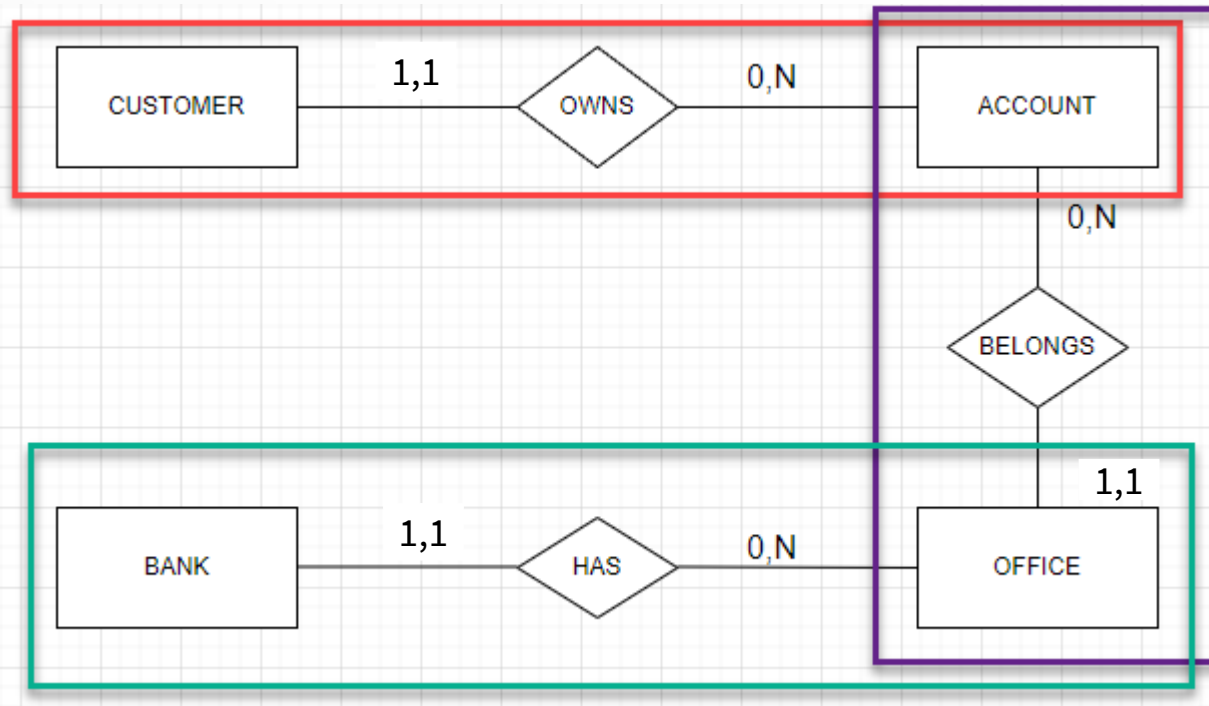 CUSTOMER
1,1
OWNS
0,N
ACCOUNT
0,N
BELONGS
1,1
BANK
1,1
HAS
0,N
OFFICE